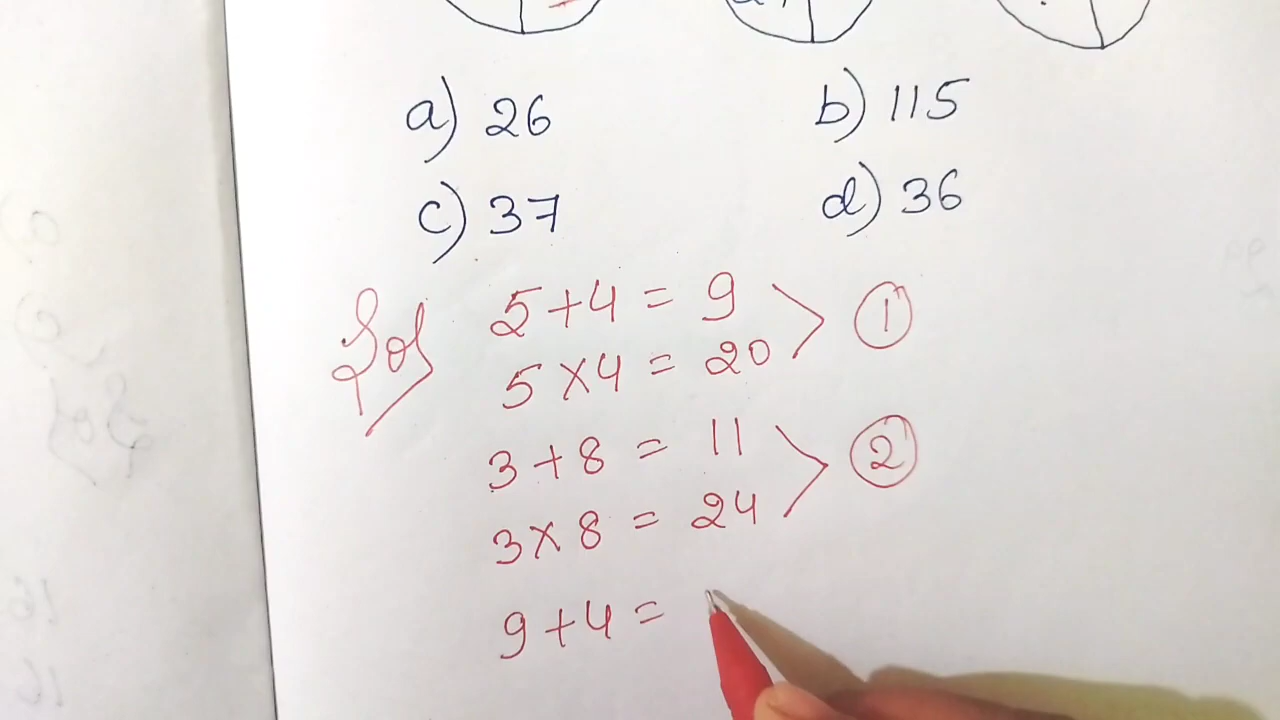 a) 26 b) 115
c) 37 d) 36
Sol 5+4 = 9 > 1
5×4 = 20
3+8 = 11 > 2
3×8 = 24
9+4 =